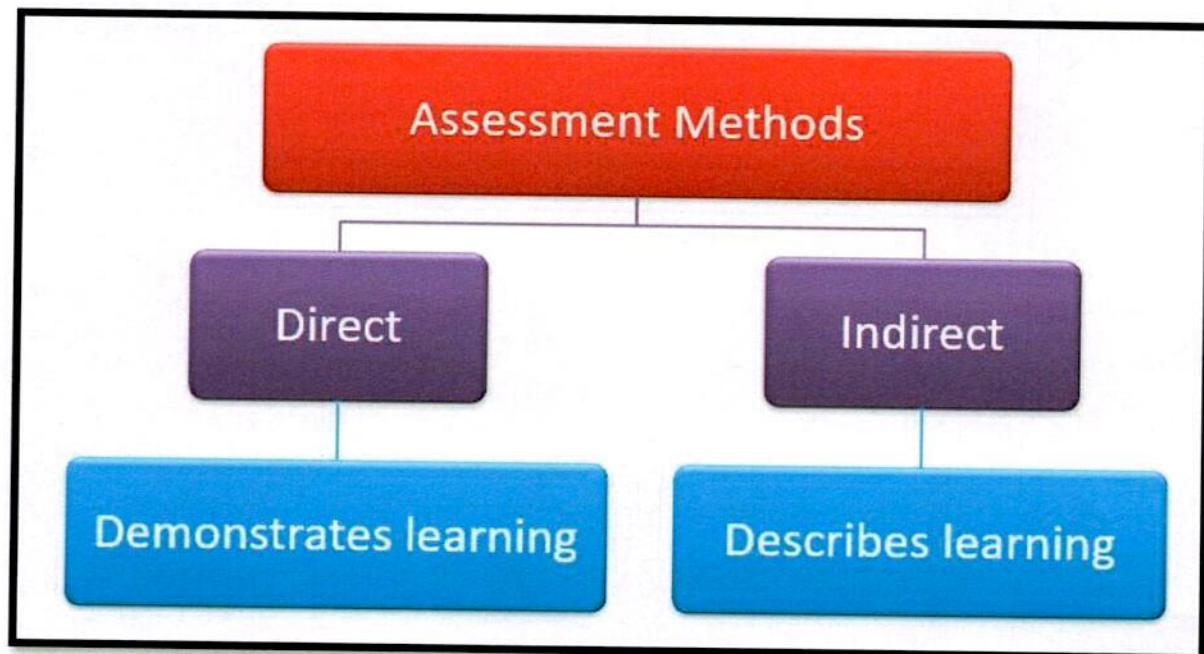 Assessment Methods
Direct
Indirect
Demonstrates learning
Describes learning